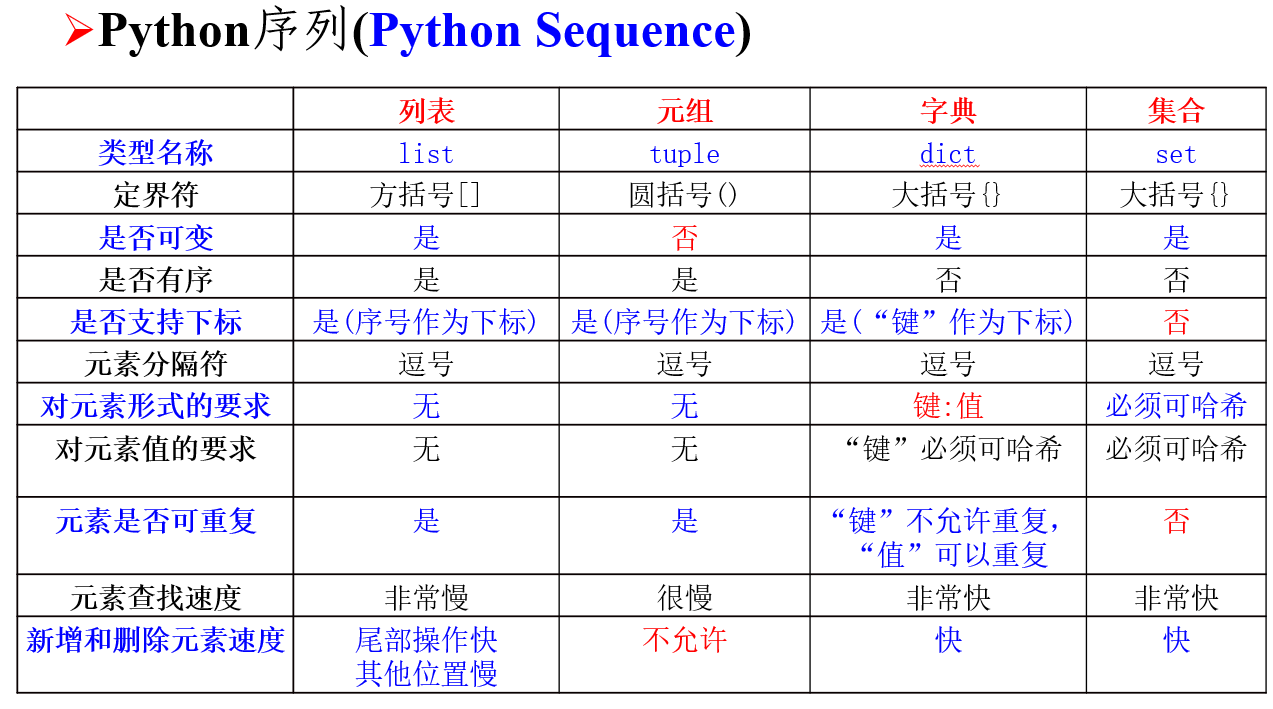 Python序列(Python Sequence)
列表 元组 字典 集合
类型名称 list tuple dict set
定界符 方括号[] 圆括号() 大括号{} 大括号{}
是否可变 是 否 是 是
是否有序 是 是 否 否
是否支持下标 是(序号作为下标) 是(序号作为下标) 是(“键”作为下标) 否
元素分隔符 逗号 逗号 逗号 逗号
对元素形式的要求 无 无 键:值 必须可哈希
对元素值的要求 无 无 “键”必须可哈希 必须可哈希
元素是否可重复 是 是 “键”不允许重复, 否
“值”可以重复
元素查找速度 非常慢 很慢 非常快 非常快
新增和删除元素速度 尾部操作快 不允许 快 快
其他位置慢